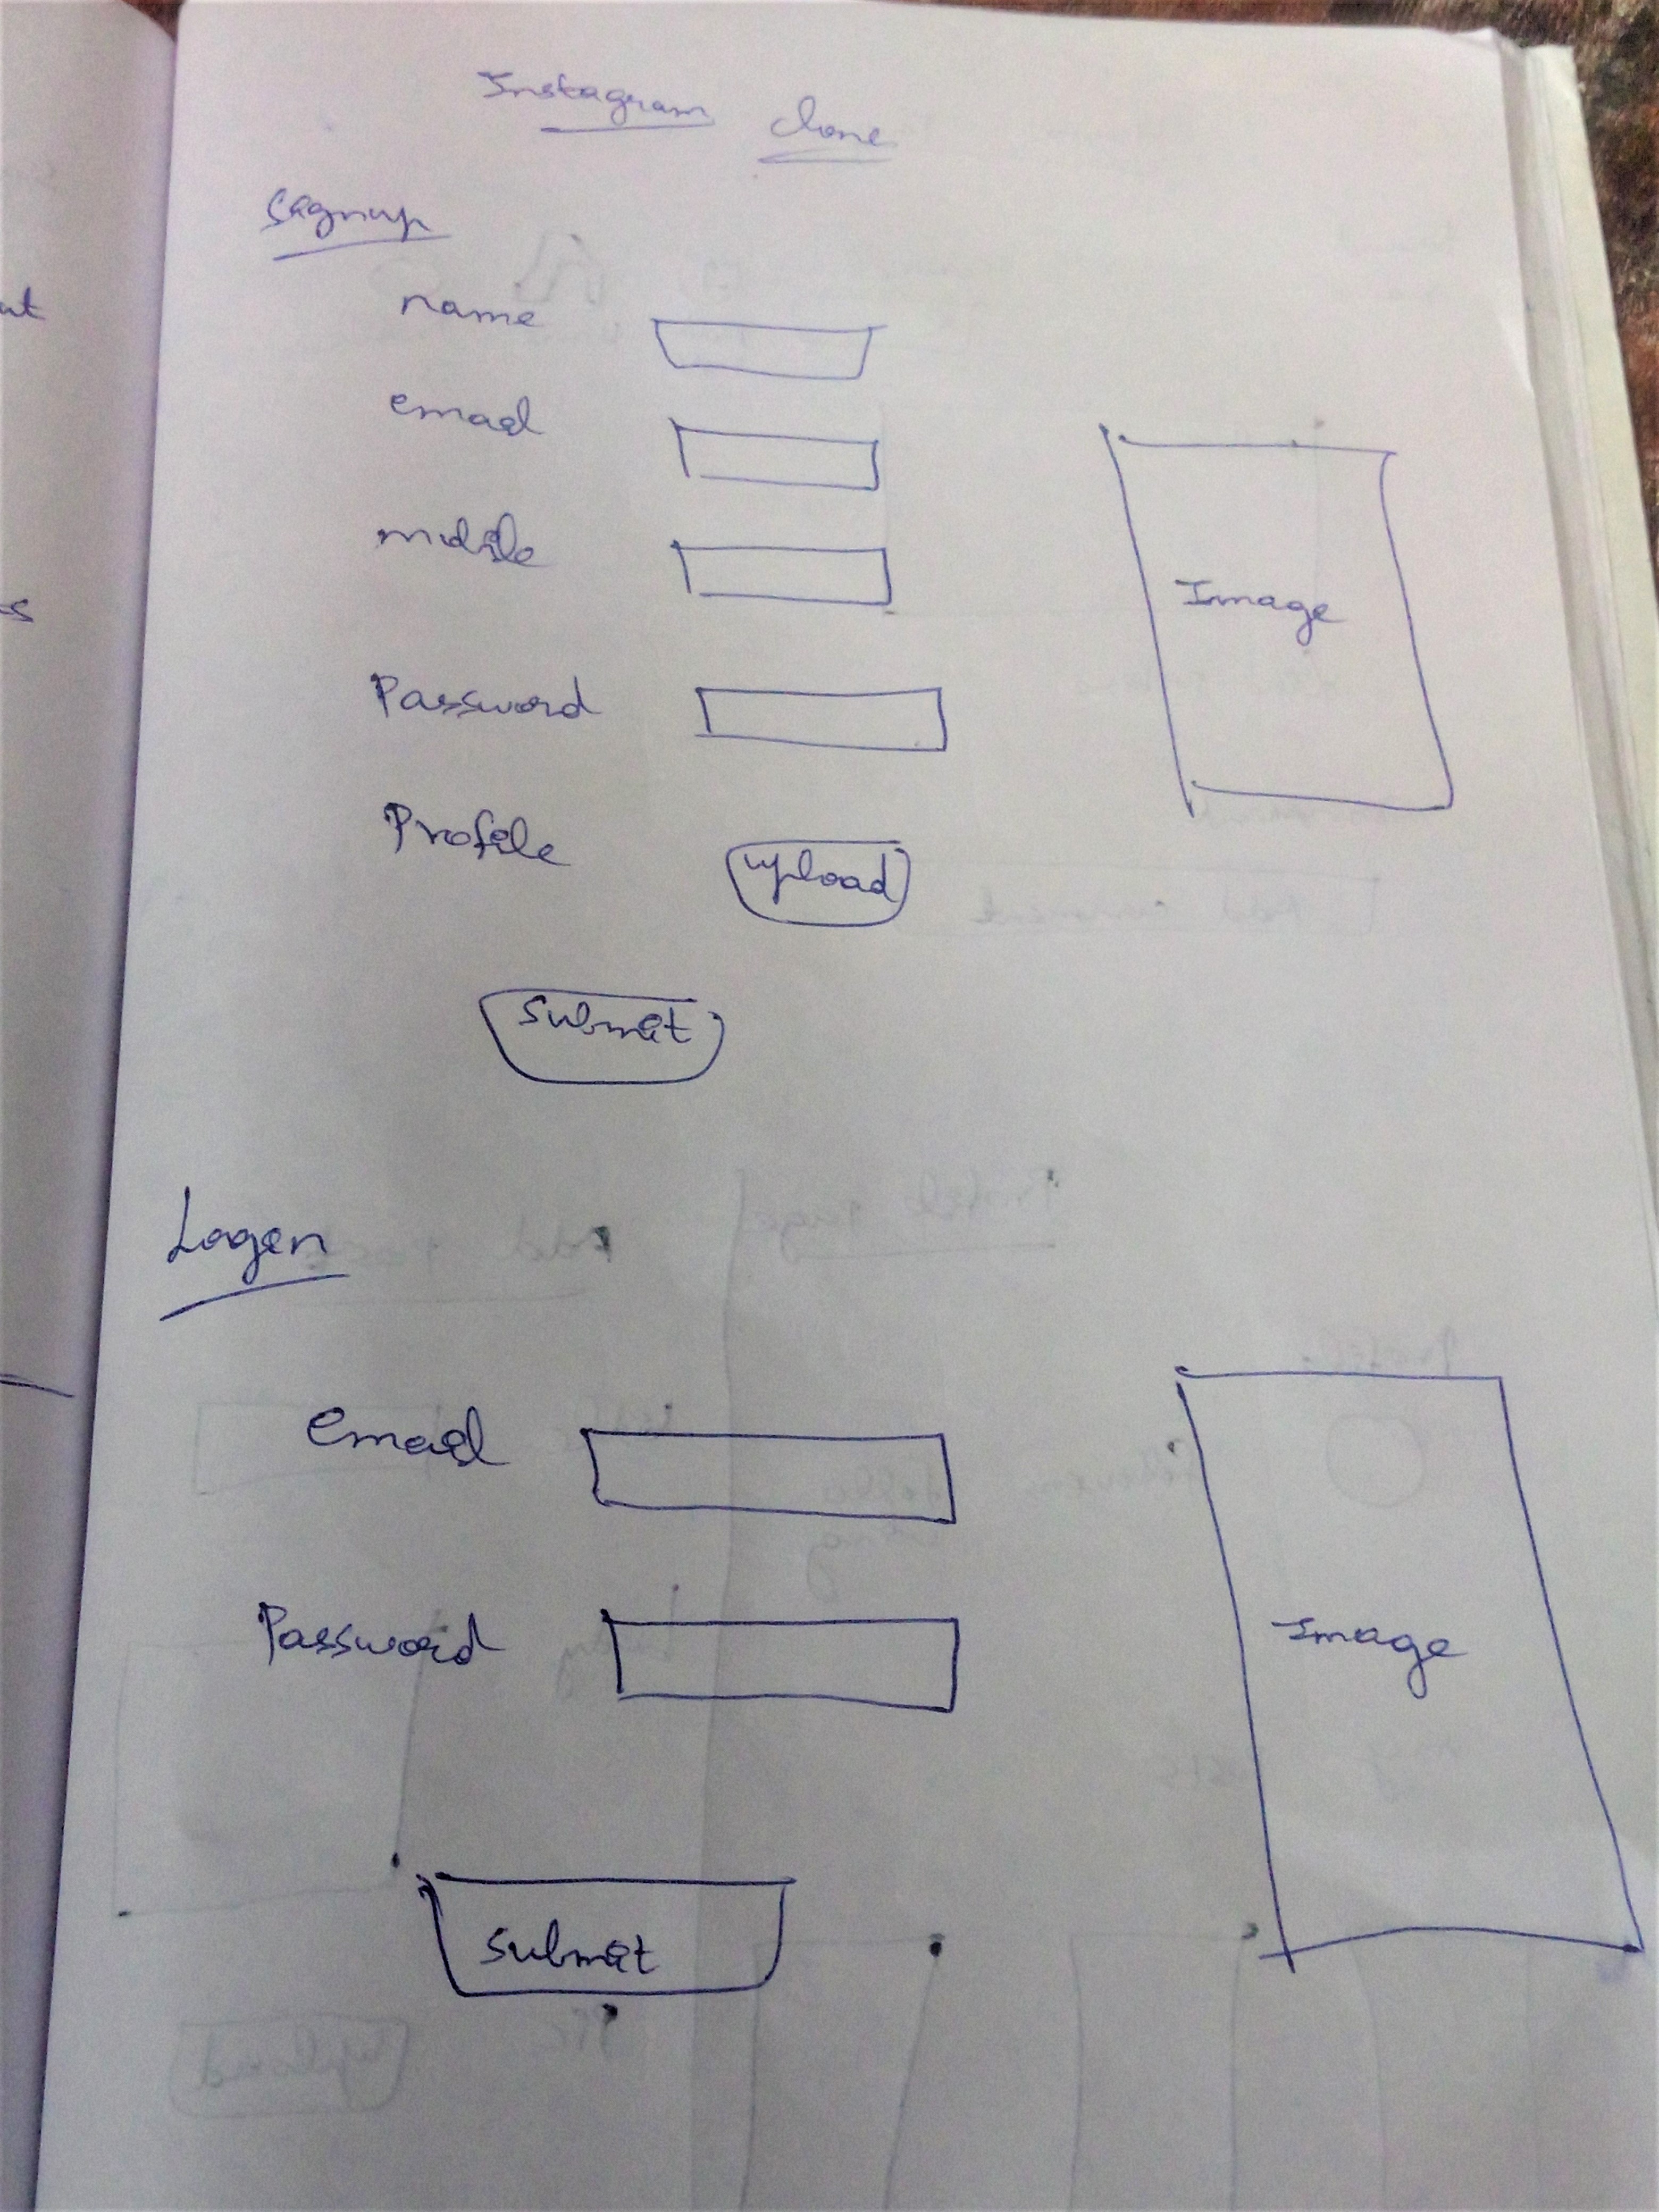 Instagram clone
Signup
name
email
mobile
Image
Password
Profile
upload
Submit
Login
Email
Password
Image
Submit